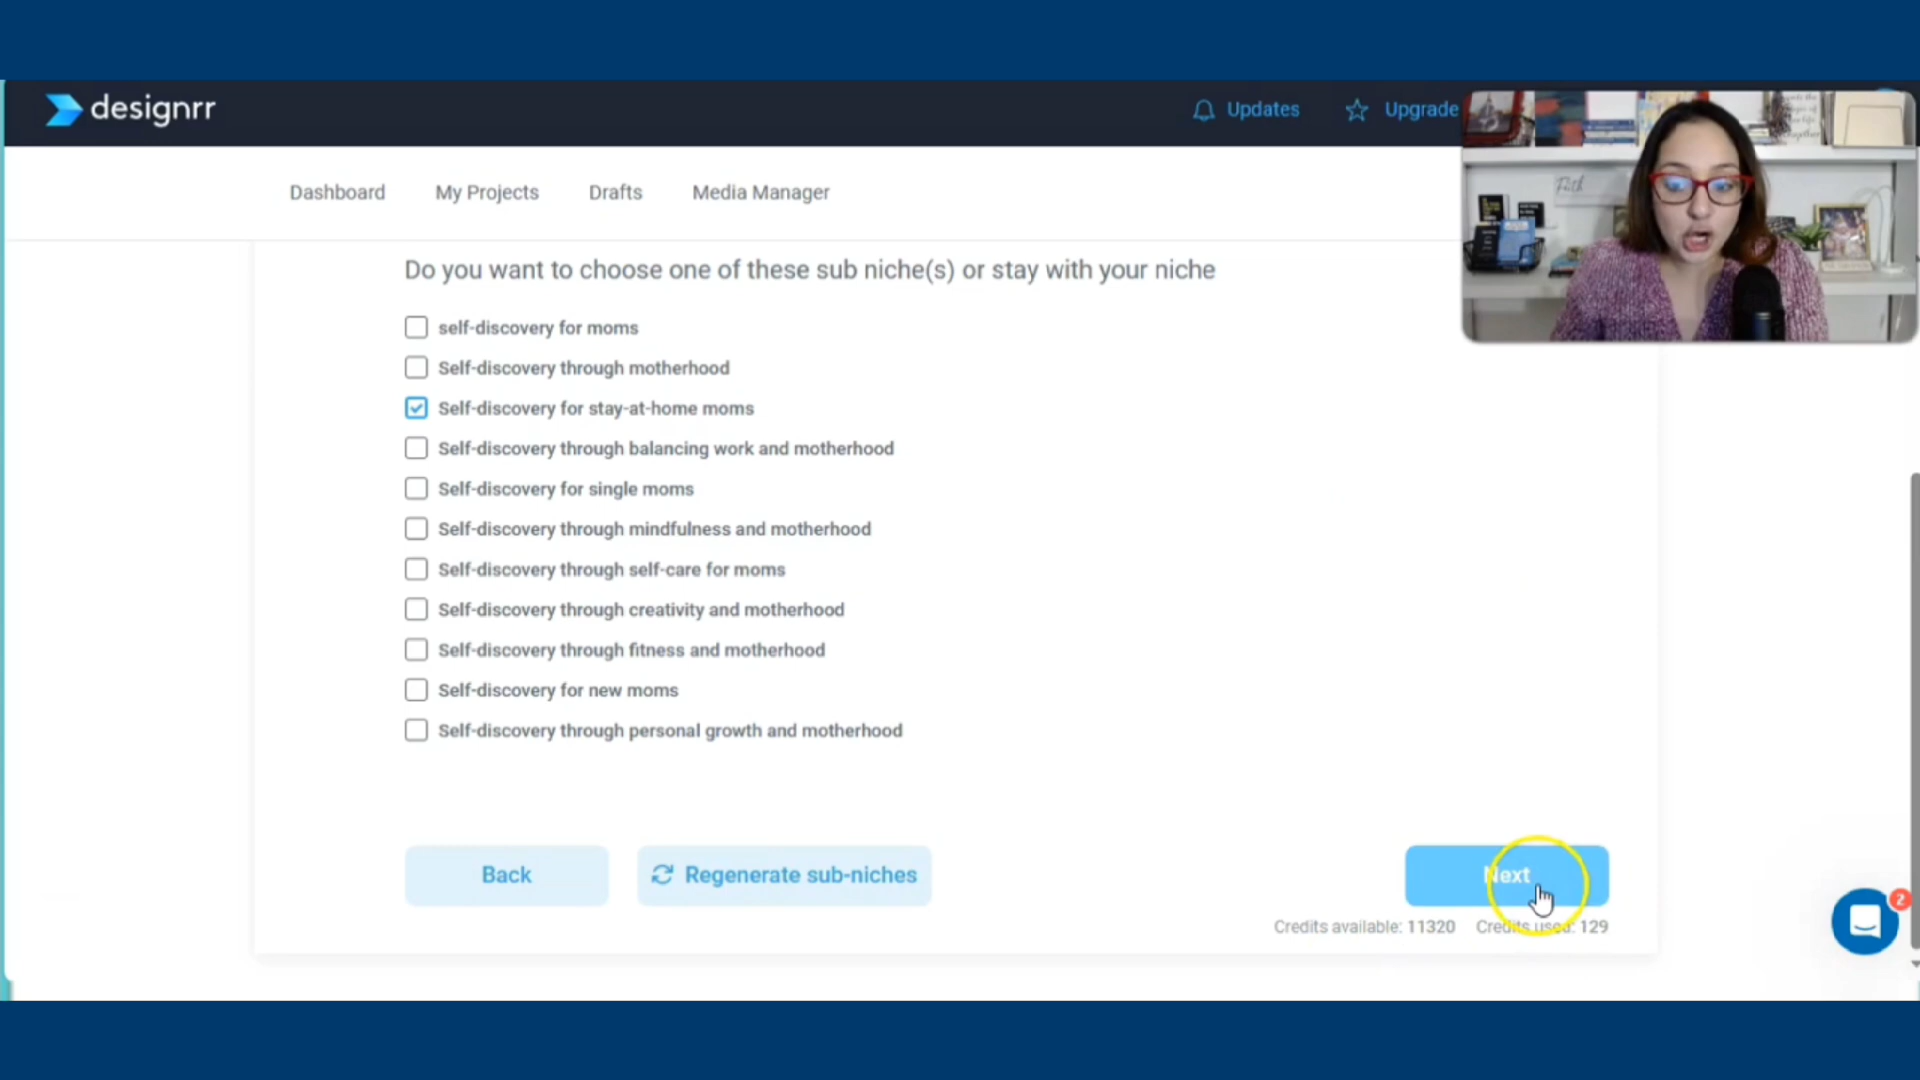 designrr
Updates
Upgrade
Dashboard
My Projects
Drafts
Media Manager
Do you want to choose one of these sub niche(s) or stay with your niche
self-discovery for moms
Self-discovery through motherhood
Self-discovery for stay-at-home moms
Self-discovery through balancing work and motherhood
Self-discovery for single moms
Self-discovery through mindfulness and motherhood
Self-discovery through self-care for moms
Self-discovery through creativity and motherhood
Self-discovery through fitness and motherhood
Self-discovery for new moms
Self-discovery through personal growth and motherhood
Back
Regenerate sub-niches
Next
Credits available: 11320
Credits used: 129
2
Faith